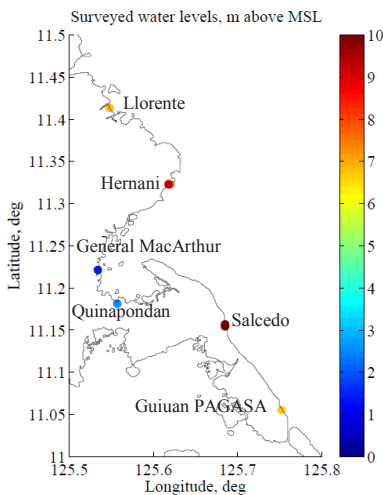 Surveyed water levels, m above MSL
11.5
11.45
11.4
11.35
11.3
11.25
11.2
11.15
11.1
11.05
11
Latitude, deg
Llorente
Hernani
General MacArthur
Quinapondan
Salcedo
Guiuan PAGASA
125.5
125.6
125.7
125.8
Longitude, deg
10
9
8
7
6
5
4
3
2
1
0